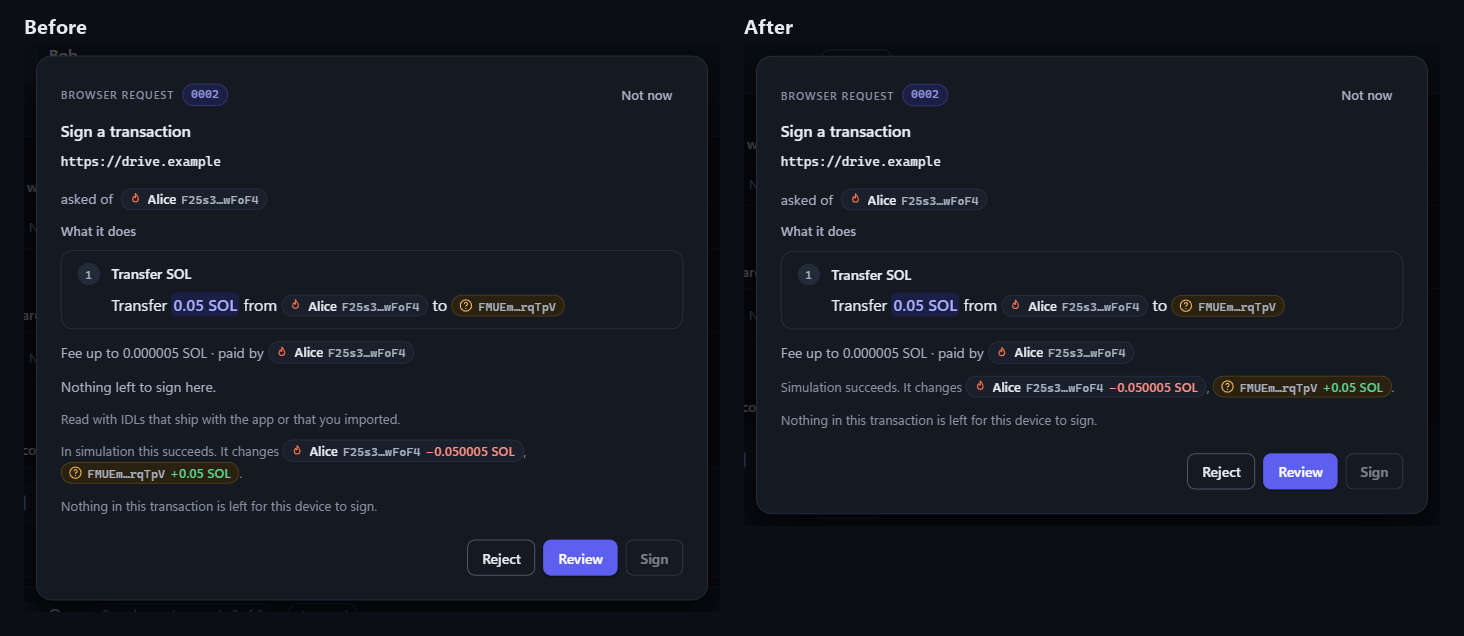 Before
Bob
BROWSER REQUEST 0002
Not now
Sign a transaction
https://drive.example
asked of Alice F25s3…wFoF4
What it does
1 Transfer SOL
Transfer 0.05 SOL from Alice F25s3…wFoF4 to FMUEm…rqTpV
Fee up to 0.000005 SOL · paid by Alice F25s3…wFoF4
Nothing left to sign here.
Read with IDLs that ship with the app or that you imported.
In simulation this succeeds. It changes Alice F25s3…wFoF4 −0.050005 SOL,
FMUEm…rqTpV +0.05 SOL.
Nothing in this transaction is left for this device to sign.
Reject Review Sign
After
BROWSER REQUEST 0002
Not now
Sign a transaction
https://drive.example
asked of Alice F25s3…wFoF4
What it does
1 Transfer SOL
Transfer 0.05 SOL from Alice F25s3…wFoF4 to FMUEm…rqTpV
Fee up to 0.000005 SOL · paid by Alice F25s3…wFoF4
Simulation succeeds. It changes Alice F25s3…wFoF4 −0.050005 SOL, FMUEm…rqTpV +0.05 SOL.
Nothing in this transaction is left for this device to sign.
Reject Review Sign